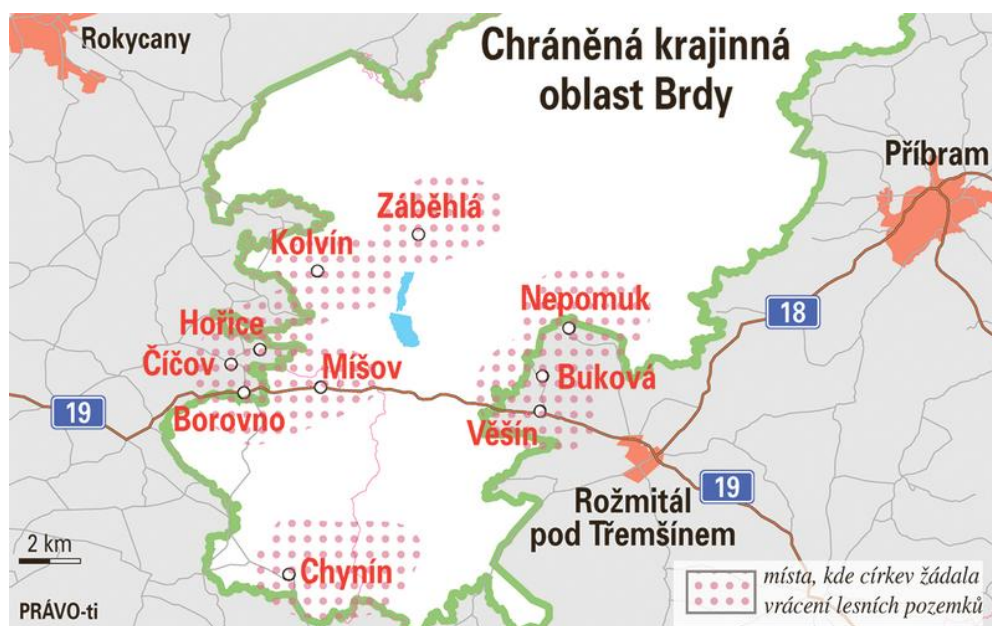 Rokycany
Chráněná krajinná
oblast Brdy
Příbram
Záběhlá
Kolvín
Nepomuk
18
Hořice
Číčov
Míšov
Buková
19
Borovno
Věšín
19
Rožmitál
pod Třemšínem
2 km
Chynín
místa, kde církev žádala
vrácení lesních pozemků
PRÁVO-ti